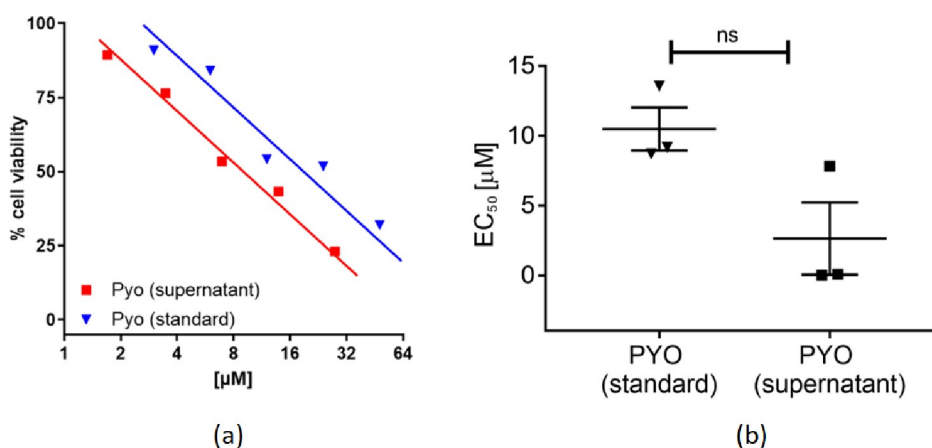 100
75
50
25
0
% cell viability
Pyo (supernatant)
Pyo (standard)
1 2 4 8 16 32 64
[µM]
(a)
ns
15
10
5
0
EC50 [µM]
PYO
(standard)
PYO
(supernatant)
(b)